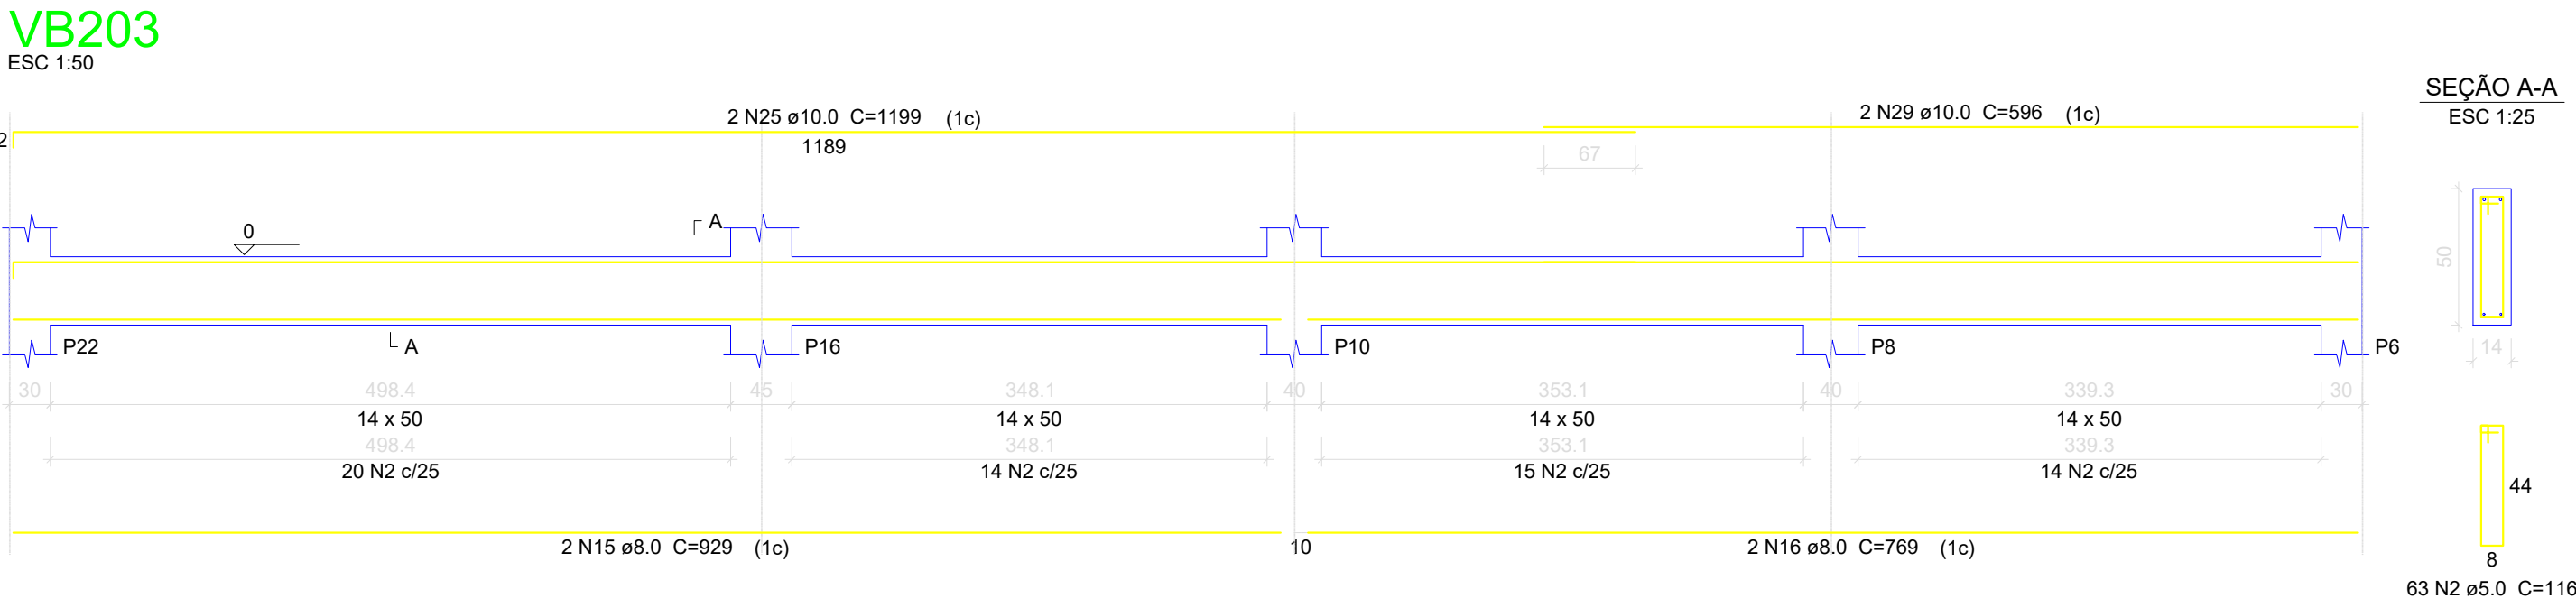 VB203
ESC 1:50
2 N25 ø10.0 C=1199 (1c)
2 N29 ø10.0 C=596 (1c)
SEÇÃO A-A
ESC 1:25
2
1189
67
0
A
50
A
P22
P16
P10
P8
P6
14
30
498.4
45
348.1
40
353.1
40
339.3
30
14 x 50
14 x 50
14 x 50
14 x 50
498.4
348.1
353.1
339.3
20 N2 c/25
14 N2 c/25
15 N2 c/25
14 N2 c/25
44
2 N15 ø8.0 C=929 (1c)
10
2 N16 ø8.0 C=769 (1c)
8
63 N2 ø5.0 C=116